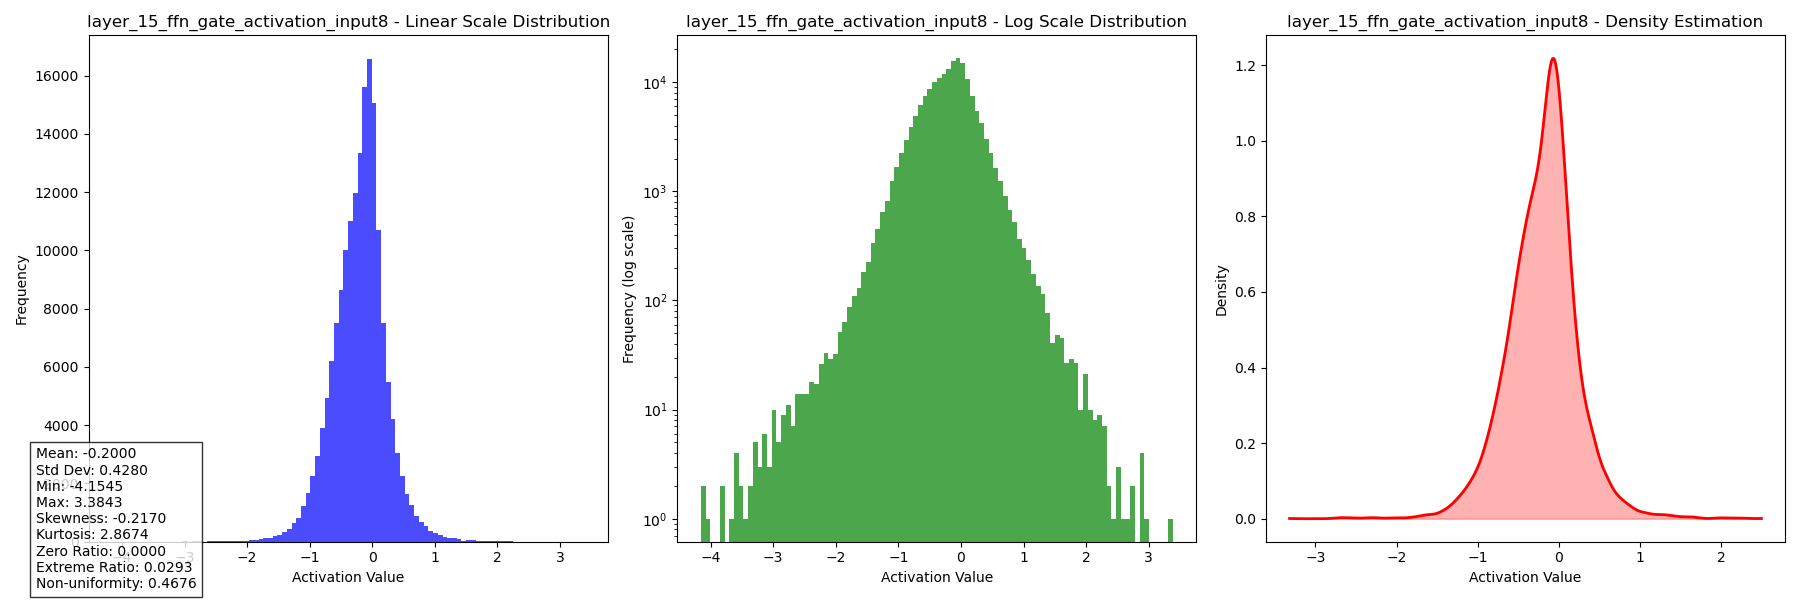 layer_15_ffn_gate_activation_input8 - Linear Scale Distribution
Frequency
16000
14000
12000
10000
8000
6000
4000
2000
0
−4 −3 −2 −1 0 1 2 3
Activation Value
Mean: -0.2000
Std Dev: 0.4280
Min: -4.1545
Max: 3.3843
Skewness: -0.2170
Kurtosis: 2.8674
Zero Ratio: 0.0000
Extreme Ratio: 0.0293
Non-uniformity: 0.4676
layer_15_ffn_gate_activation_input8 - Log Scale Distribution
Frequency (log scale)
10⁴
10³
10²
10¹
10⁰
−4 −3 −2 −1 0 1 2 3
Activation Value
layer_15_ffn_gate_activation_input8 - Density Estimation
Density
1.2
1.0
0.8
0.6
0.4
0.2
0.0
−3 −2 −1 0 1 2
Activation Value